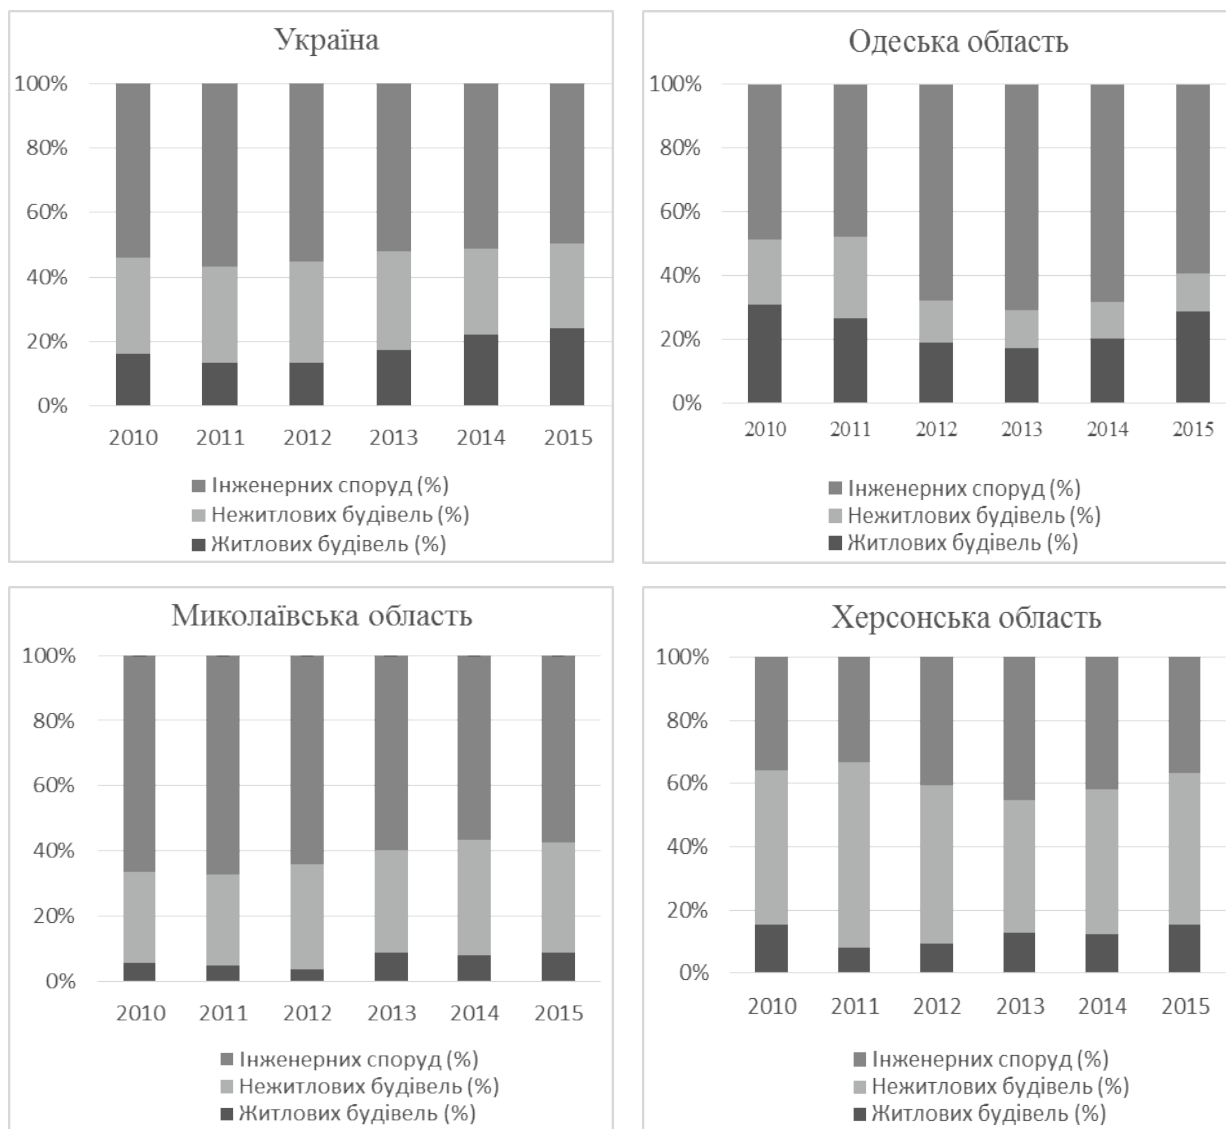 Україна
100%
80%
60%
40%
20%
0%
2010 2011 2012 2013 2014 2015
Інженерних споруд (%)
Нежитлових будівель (%)
Житлових будівель (%)
Одеська область
100%
80%
60%
40%
20%
0%
2010 2011 2012 2013 2014 2015
Інженерних споруд (%)
Нежитлових будівель (%)
Житлових будівель (%)
Миколаївська область
100%
80%
60%
40%
20%
0%
2010 2011 2012 2013 2014 2015
Інженерних споруд (%)
Нежитлових будівель (%)
Житлових будівель (%)
Херсонська область
100%
80%
60%
40%
20%
0%
2010 2011 2012 2013 2014 2015
Інженерних споруд (%)
Нежитлових будівель (%)
Житлових будівель (%)